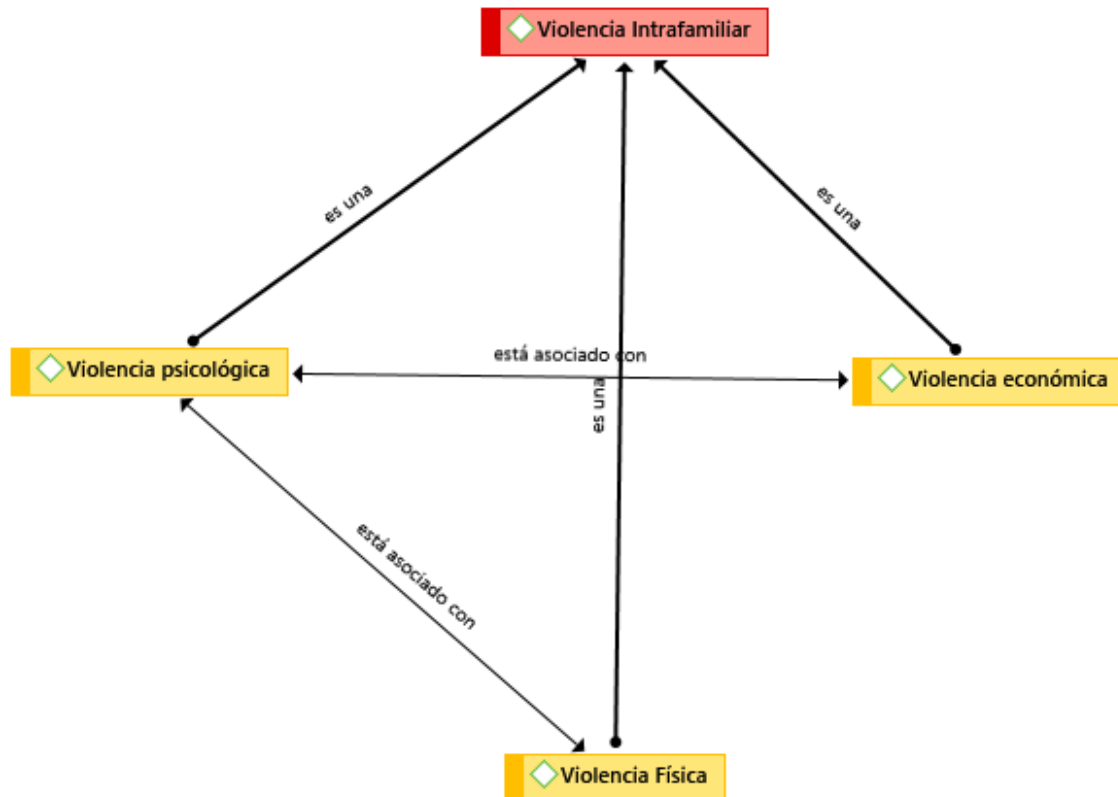 Violencia Intrafamiliar
es una
es una
está asociado con
Violencia psicológica
Violencia económica
es una
está asociado con
Violencia Física